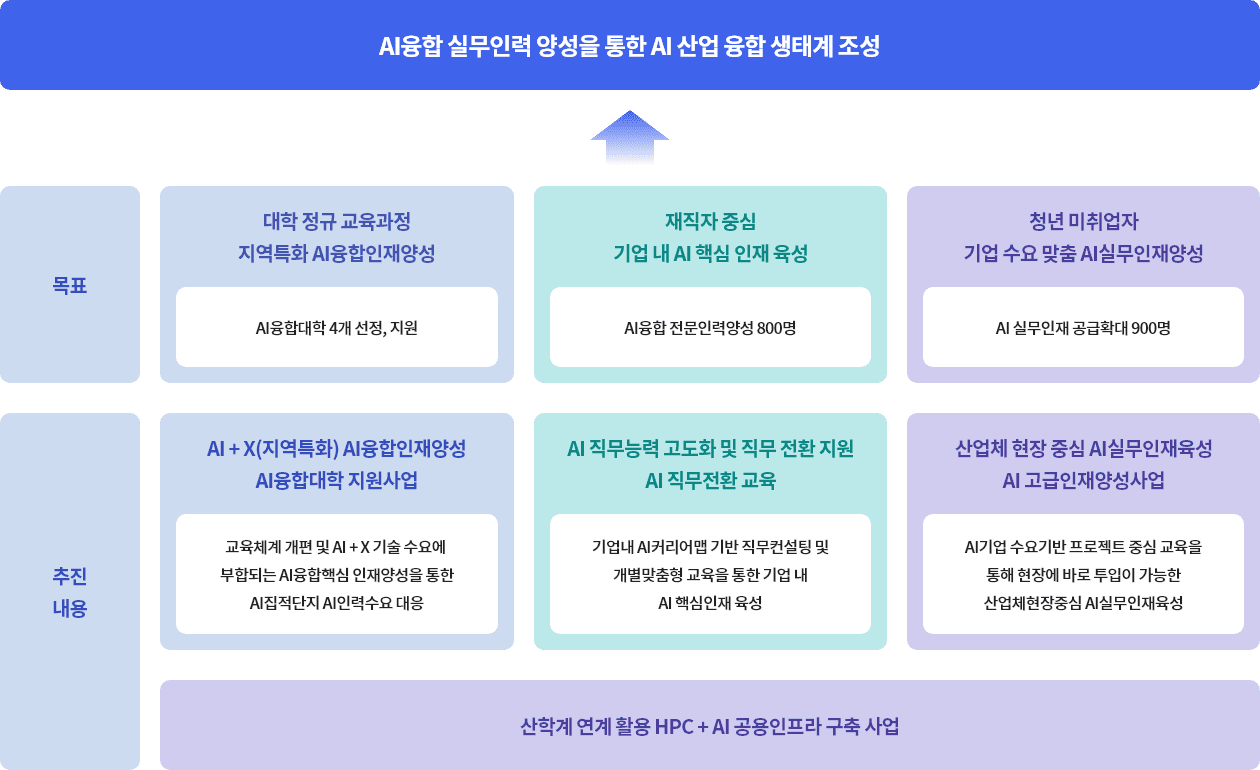 AI융합 실무인력 양성을 통한 AI 산업 융합 생태계 조성
목표
대학 정규 교육과정
지역특화 AI융합인재양성
AI융합대학 4개 선정, 지원
재직자 중심
기업 내 AI 핵심 인재 육성
AI융합 전문인력양성 800명
청년 미취업자
기업 수요 맞춤 AI실무인재양성
AI 실무인재 공급확대 900명
추진
내용
AI + X(지역특화) AI융합인재양성
AI융합대학 지원사업
교육체계 개편 및 AI + X 기술 수요에
부합되는 AI융합핵심 인재양성을 통한
AI집적단지 AI인력수요 대응
AI 직무능력 고도화 및 직무 전환 지원
AI 직무전환 교육
기업내 AI커리어맵 기반 직무컨설팅 및
개별맞춤형 교육을 통한 기업 내
AI 핵심인재 육성
산업체 현장 중심 AI실무인재육성
AI 고급인재양성사업
AI기업 수요기반 프로젝트 중심 교육을
통해 현장에 바로 투입이 가능한
산업체현장중심 AI실무인재육성
산학계 연계 활용 HPC + AI 공용인프라 구축 사업